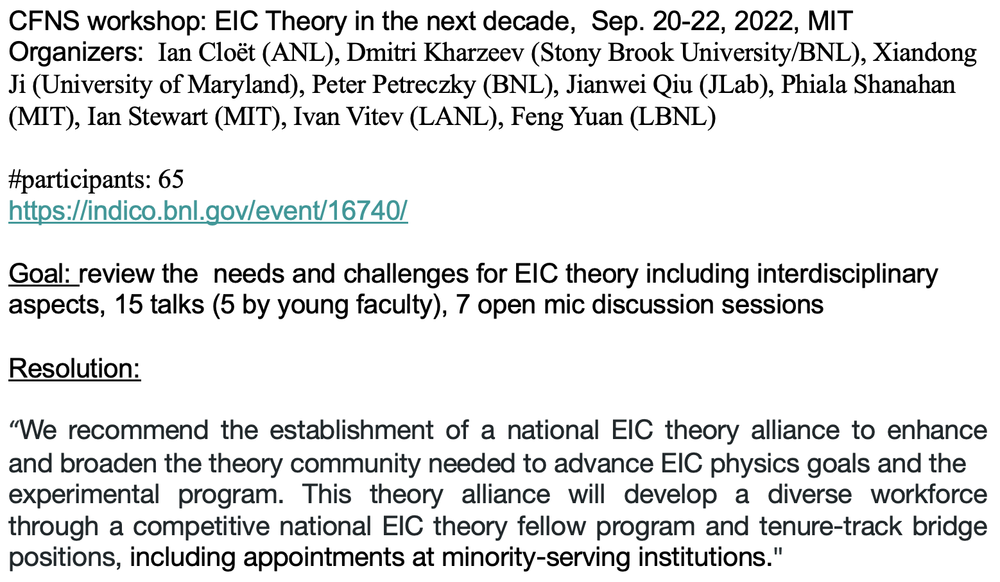 CFNS workshop: EIC Theory in the next decade,  Sep. 20-22, 2022, MIT
Organizers:  Ian Cloët (ANL), Dmitri Kharzeev (Stony Brook University/BNL), Xiandong
Ji (University of Maryland), Peter Petreczky (BNL), Jianwei Qiu (JLab), Phiala Shanahan
(MIT), Ian Stewart (MIT), Ivan Vitev (LANL), Feng Yuan (LBNL)
#participants: 65
https://indico.bnl.gov/event/16740/
Goal: review the  needs and challenges for EIC theory including interdisciplinary
aspects, 15 talks (5 by young faculty), 7 open mic discussion sessions
Resolution:
“We recommend the establishment of a national EIC theory alliance to enhance
and broaden the theory community needed to advance EIC physics goals and the
experimental program. This theory alliance will develop a diverse workforce
through a competitive national EIC theory fellow program and tenure-track bridge
positions, including appointments at minority-serving institutions."